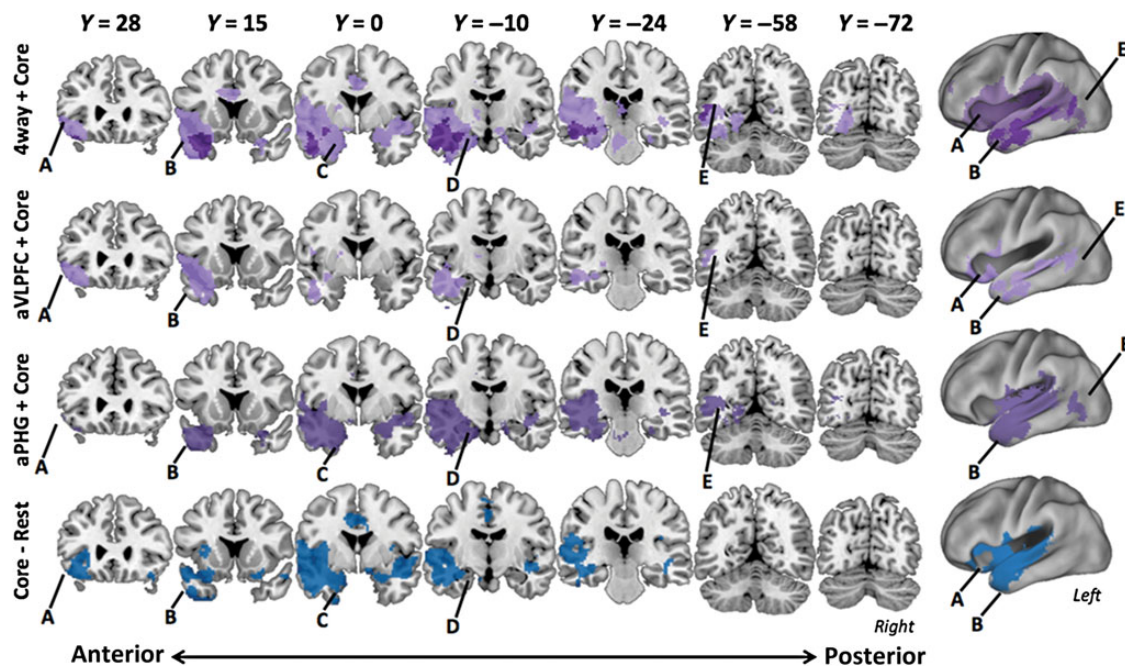 Y = 28 Y = 15 Y = 0 Y = −10 Y = −24 Y = −58 Y = −72
4way + Core
A B C D E A B E
aVLPFC + Core
A B D E A B E
aPHG + Core
A B C D E B E
Core - Rest
A B C D A B Left
Right
Anterior Posterior